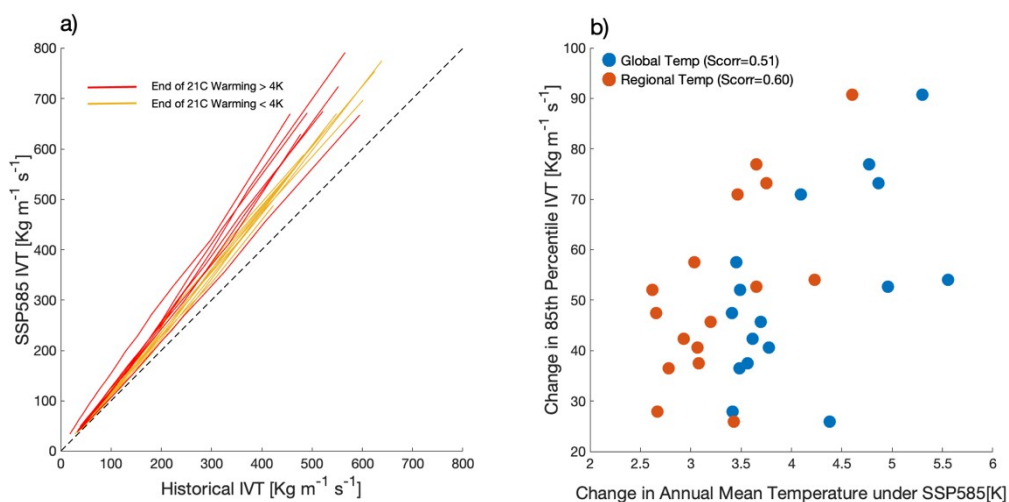 a)
SSP585 IVT [Kg m⁻¹ s⁻¹]
800
700
600
500
400
300
200
100
0
End of 21C Warming > 4K
End of 21C Warming < 4K
0 100 200 300 400 500 600 700 800
Historical IVT [Kg m⁻¹ s⁻¹]
b)
Change in 85th Percentile IVT [Kg m⁻¹ s⁻¹]
100
90
80
70
60
50
40
30
20
Global Temp (Scorr=0.51)
Regional Temp (Scorr=0.60)
2 2.5 3 3.5 4 4.5 5 5.5 6
Change in Annual Mean Temperature under SSP585[K]